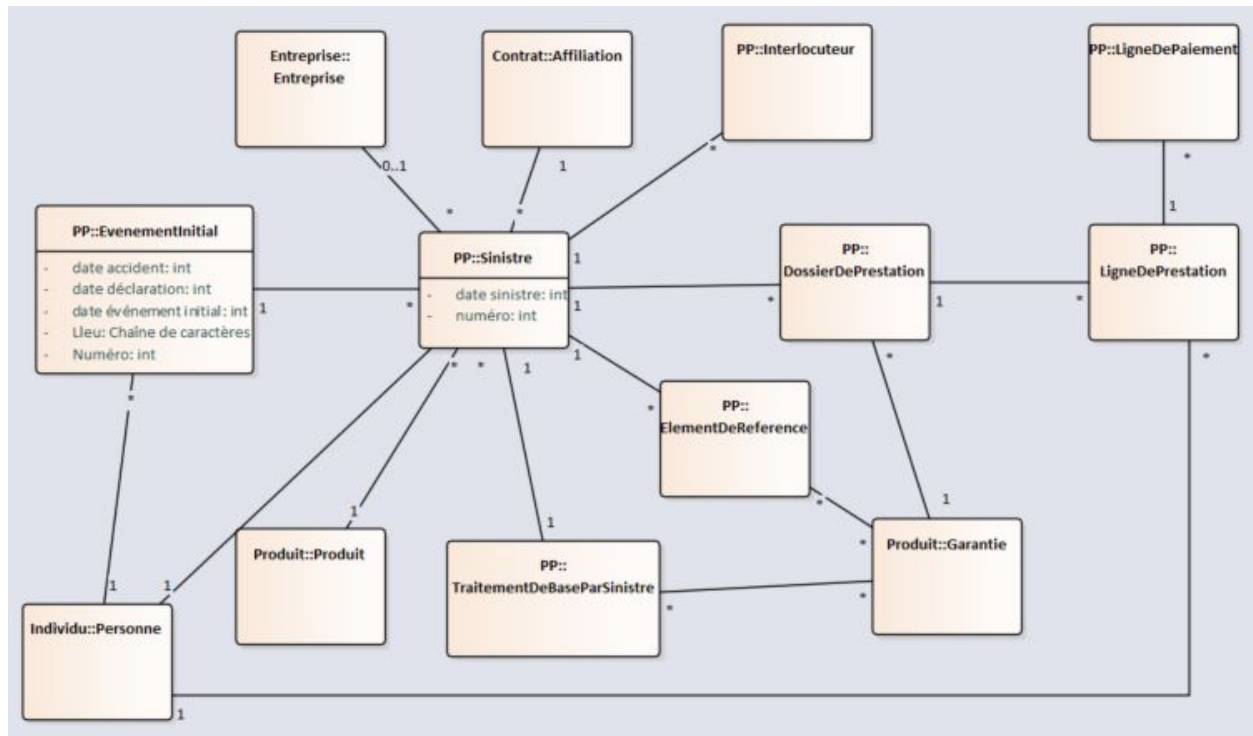 Entreprise::
Entreprise
Contrat::Affiliation
PP::Interlocuteur
PP::LigneDePaiement
0..1
*
1
*
*
1
*
1
PP::EvenementInitial
- date accident: int
- date déclaration: int
- date événement initial: int
- LIeu: Chaîne de caractères
- Numéro: int
1
*
PP::Sinistre
- date sinistre: int
- numéro: int
1
*
PP::
DossierDePrestation
1
*
PP::
LigneDePrestation
*
*
*
1
1
*
*
*
PP::
ElementDeReference
*
*
1
1
1
Produit::Produit
1
PP::
TraitementDeBaseParSinistre
*
*
Produit::Garantie
1
1
Individu::Personne
1